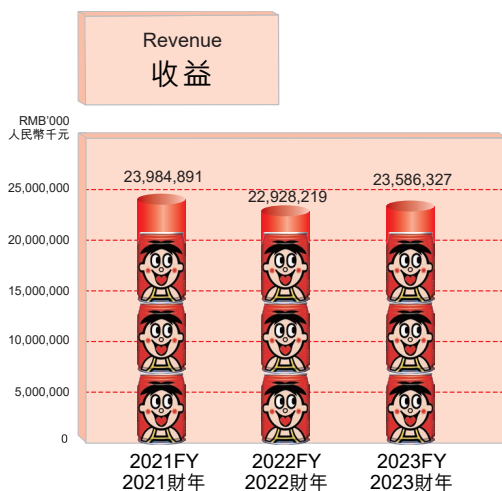 Revenue
收益
RMB'000
人民幣千元
23,984,891
22,928,219
23,586,327
25,000,000
20,000,000
15,000,000
10,000,000
5,000,000
0
2021FY
2021財年
2022FY
2022財年
2023FY
2023財年